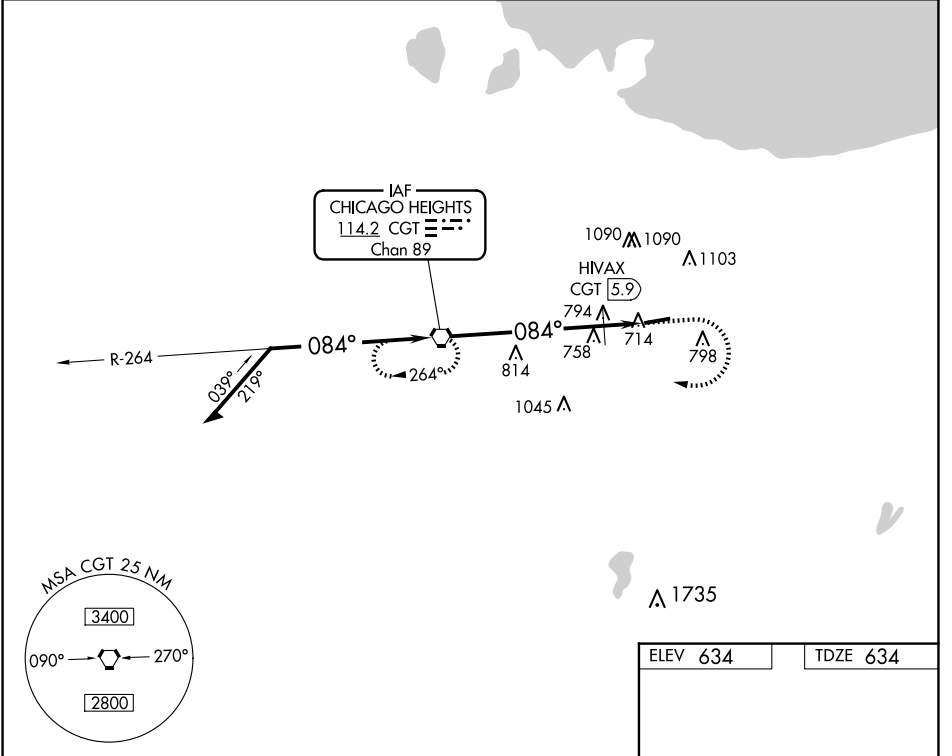 IAF
CHICAGO HEIGHTS
114.2 CGT
Chan 89
1090 1090
1103
HIVAX
CGT 5.9
794
R-264
084°
084°
758
714
798
814
264°
039°
219°
1045
MSA CGT 25 NM
3400
090°
270°
2800
1735
ELEV 634
TDZE 634